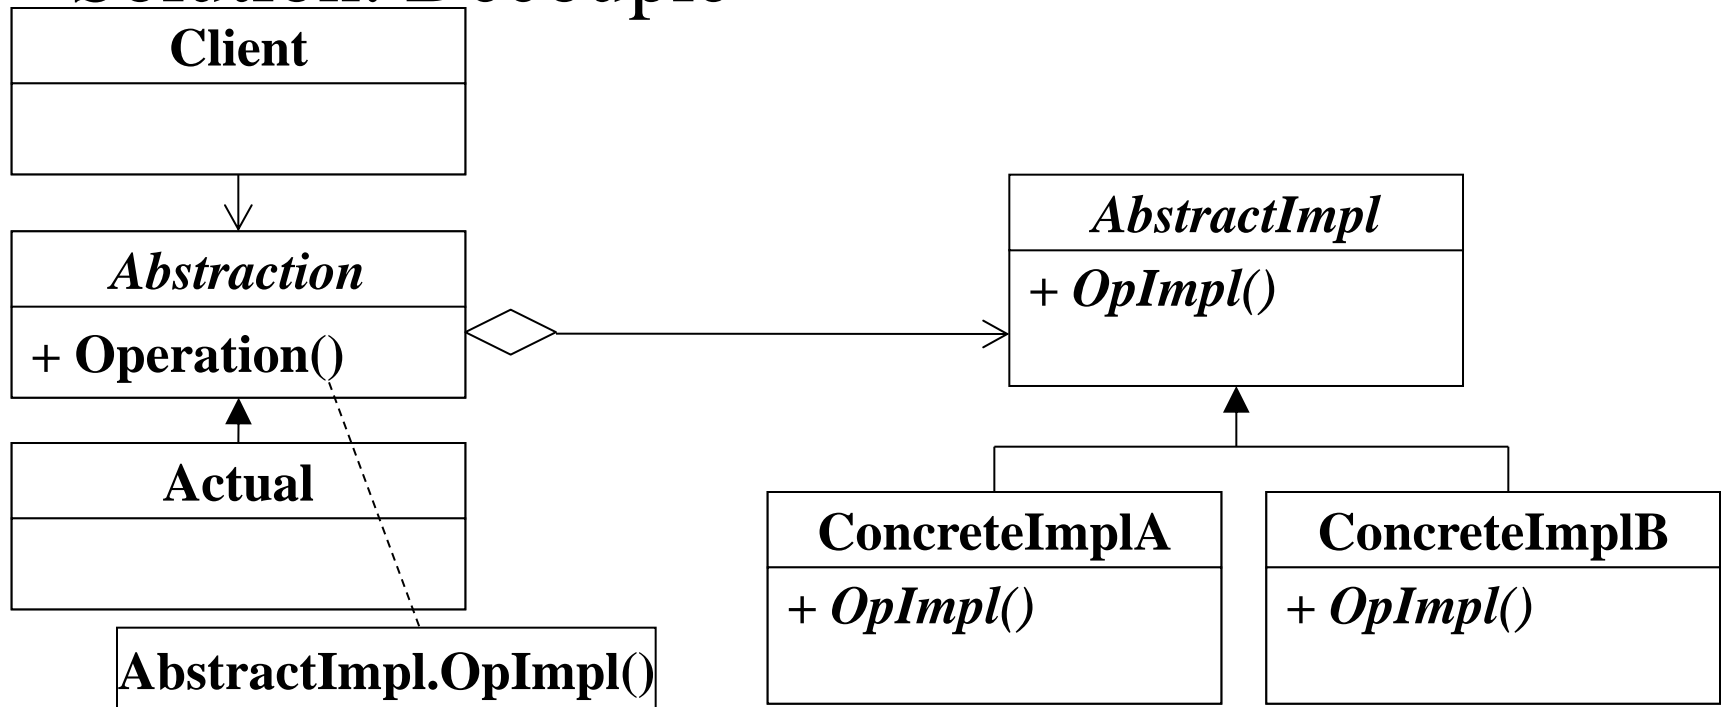 Client
Abstraction
+ Operation()
Actual
AbstractImpl.OpImpl()
AbstractImpl
+ OpImpl()
ConcreteImplA
+ OpImpl()
ConcreteImplB
+ OpImpl()